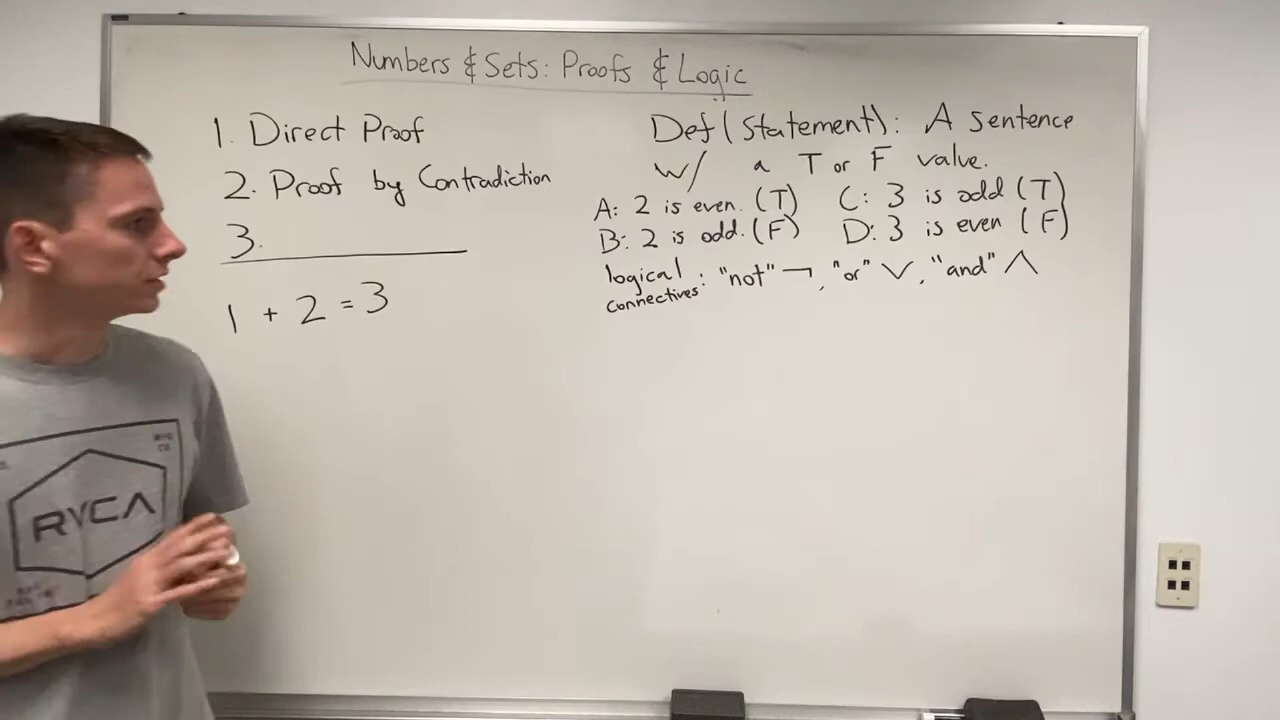 Numbers & Sets: Proofs & Logic
1. Direct Proof
2. Proof by Contradiction
3.
1 + 2 = 3
Def (Statement): A sentence
w/ a T or F value.
A: 2 is even. (T) C: 3 is odd (T)
B: 2 is odd. (F) D: 3 is even (F)
logical
connectives: "not" ¬, "or" ∨, "and" ∧
RVCA